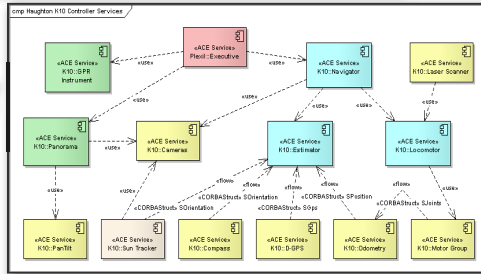 cmp Haughton K10 Controller Services
«ACE Service»
K10::GPR
Instrument
«ACE Service»
Plexil::Executive
«ACE Service»
K10::Navigator
«ACE Service»
K10::Laser Scanner
«use»
«use»
«use»
«use»
«use»
«use»
«use»
«ACE Service»
K10::Panorama
«ACE Service»
K10::Cameras
«ACE Service»
K10::Estimator
«ACE Service»
K10::Locomotor
«use»
«use»
«use»
«flow»
«flow»
«flow»
«flow»
«flow»
«use»
«CORBAStruct» SOrientation
«CORBAStruct» SOrientation
«CORBAStruct» SGps
«CORBAStruct» SPosition
«CORBAStruct» SJoints
«ACE Service»
K10::PanTilt
«ACE Service»
K10::Sun Tracker
«ACE Service»
K10::Compass
«ACE Service»
K10::D-GPS
«ACE Service»
K10::Odometry
«ACE Service»
K10::Motor Group